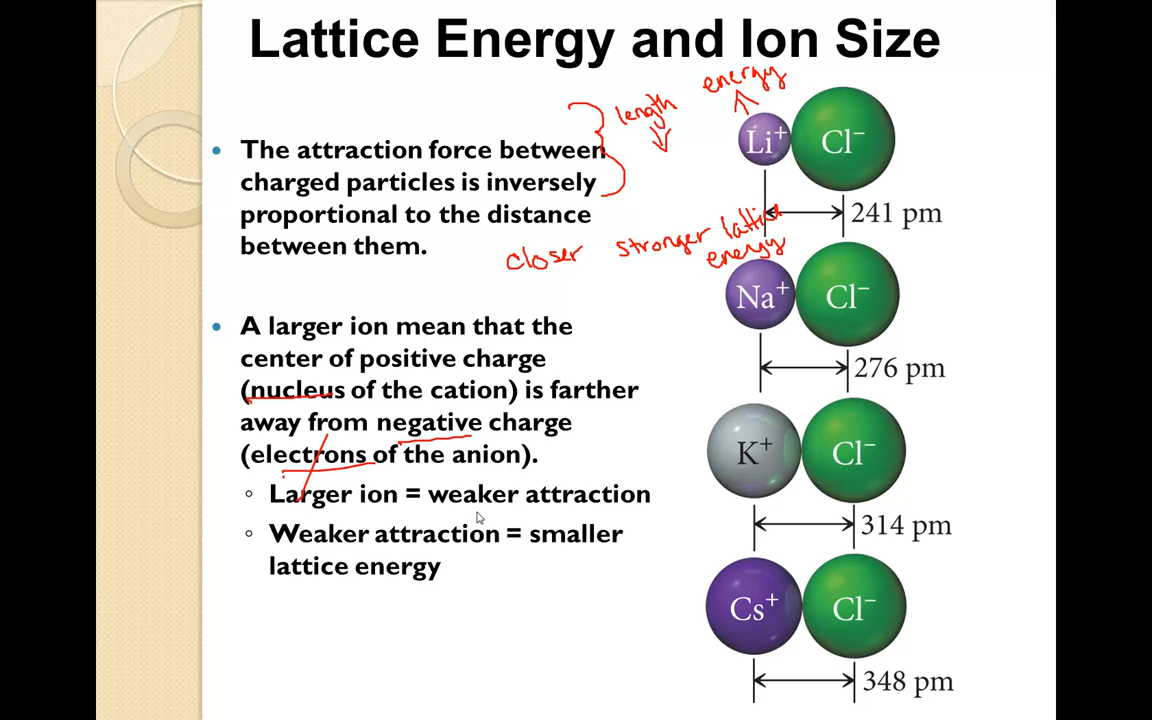 Lattice Energy and Ion Size
energy
length
• The attraction force between
charged particles is inversely
proportional to the distance
between them.
closer stronger lattice
energy
• A larger ion mean that the
center of positive charge
(nucleus of the cation) is farther
away from negative charge
(electrons of the anion).
◦ Larger ion = weaker attraction
◦ Weaker attraction = smaller
lattice energy
Li⁺ Cl⁻
241 pm
Na⁺ Cl⁻
276 pm
K⁺ Cl⁻
314 pm
Cs⁺ Cl⁻
348 pm